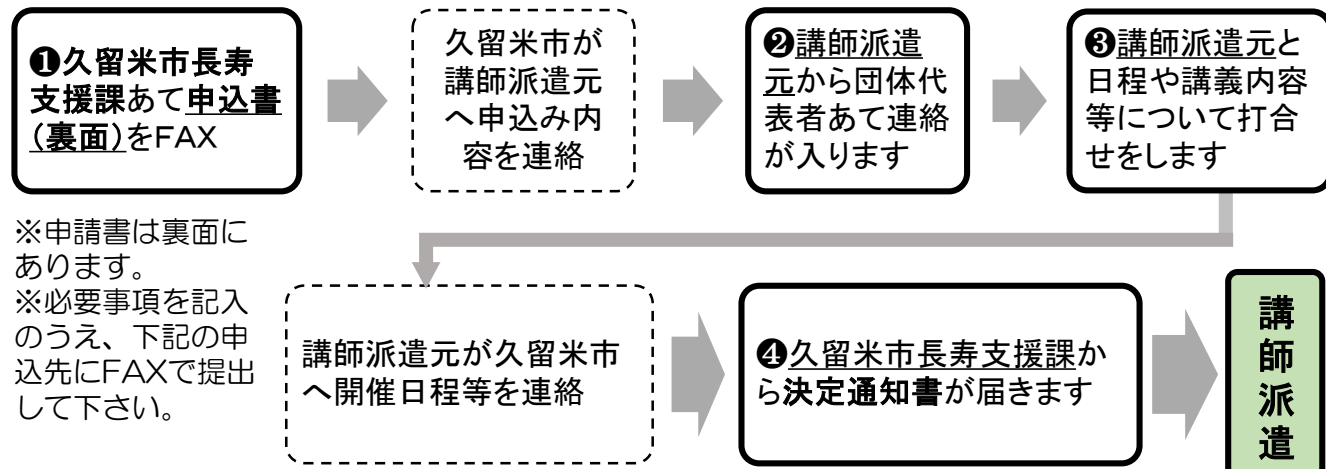 ❶久留米市長寿
支援課あて申込書
(裏面)をFAX
久留米市が
講師派遣元
へ申込み内
容を連絡
❷講師派遣
元から団体代
表者あて連絡
が入ります
❸講師派遣元と
日程や講義内容
等について打合
せをします
※申請書は裏面に
あります。
※必要事項を記入
のうえ、下記の申
込先にFAXで提出
して下さい。
講師派遣元が久留米市
へ開催日程等を連絡
❹久留米市長寿支援課か
ら決定通知書が届きます
講師派遣